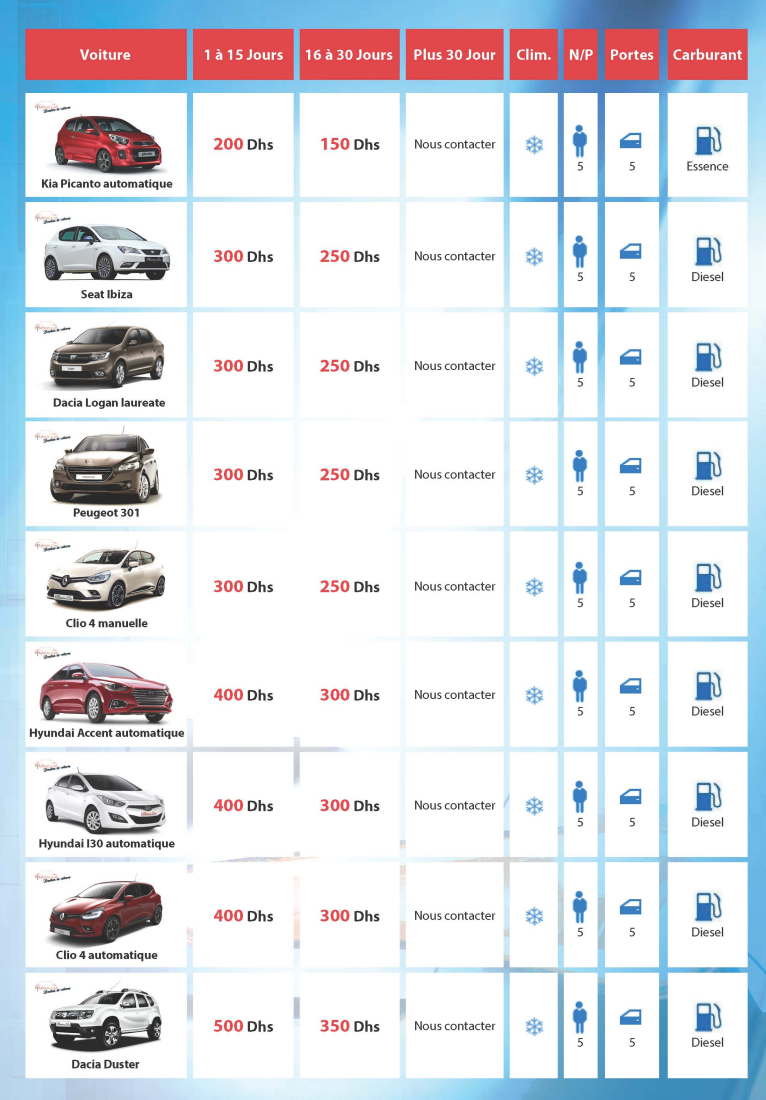 Voiture 1 à 15 Jours 16 à 30 Jours Plus 30 Jour Clim. N/P Portes Carburant
200 Dhs 150 Dhs Nous contacter 5 5 Essence
Kia Picanto automatique
300 Dhs 250 Dhs Nous contacter 5 5 Diesel
Seat Ibiza
300 Dhs 250 Dhs Nous contacter 5 5 Diesel
Dacia Logan laureate
300 Dhs 250 Dhs Nous contacter 5 5 Diesel
Peugeot 301
300 Dhs 250 Dhs Nous contacter 5 5 Diesel
Clio 4 manuelle
400 Dhs 300 Dhs Nous contacter 5 5 Diesel
Hyundai Accent automatique
400 Dhs 300 Dhs Nous contacter 5 5 Diesel
Hyundai I30 automatique
400 Dhs 300 Dhs Nous contacter 5 5 Diesel
Clio 4 automatique
500 Dhs 350 Dhs Nous contacter 5 5 Diesel
Dacia Duster